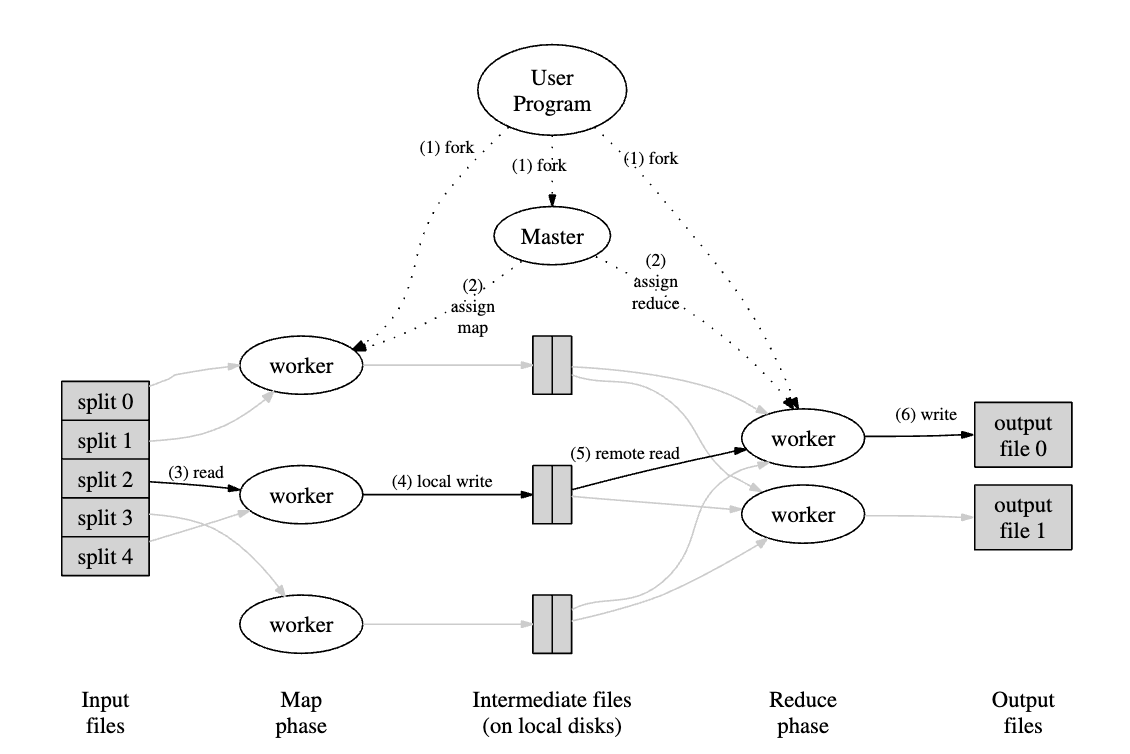 User
Program
(1) fork
(1) fork
(1) fork
Master
(2)
assign
map
(2)
assign
reduce
split 0
split 1
split 2
split 3
split 4
worker
worker
worker
(3) read
(4) local write
(5) remote read
worker
worker
(6) write
output
file 0
output
file 1
Input
files
Map
phase
Intermediate files
(on local disks)
Reduce
phase
Output
files